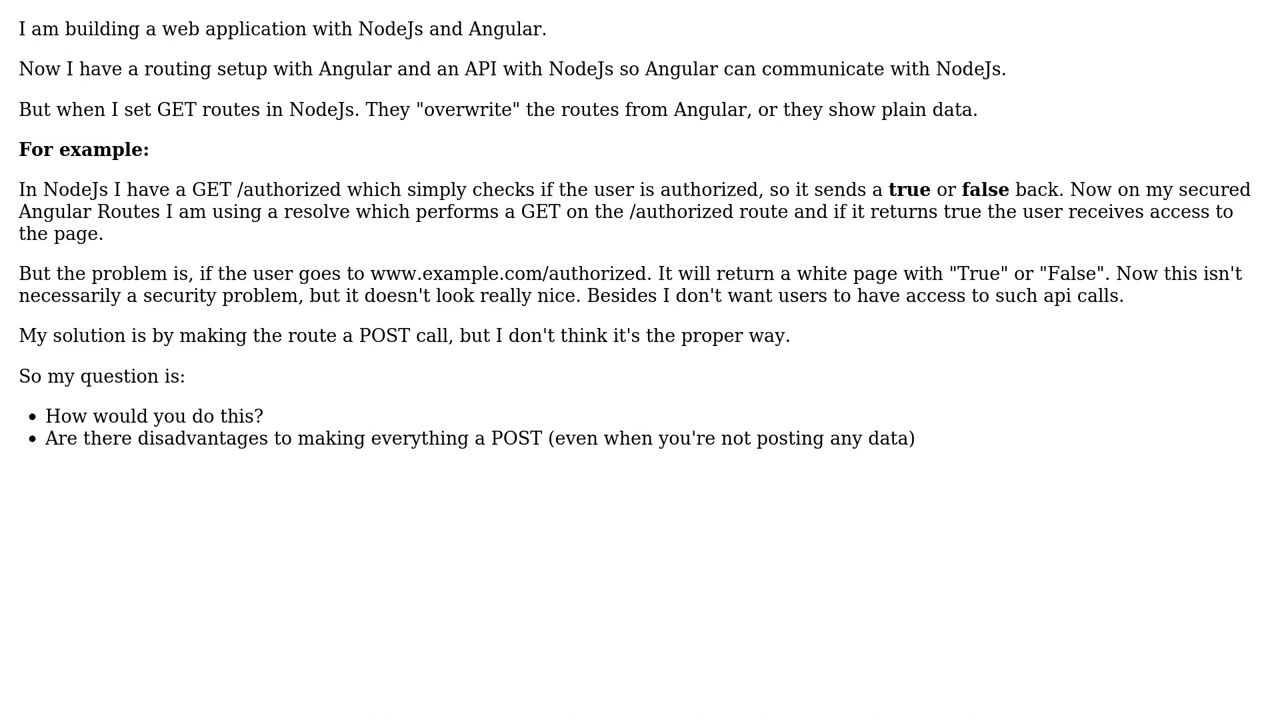 I am building a web application with NodeJs and Angular.
Now I have a routing setup with Angular and an API with NodeJs so Angular can communicate with NodeJs.
But when I set GET routes in NodeJs. They "overwrite" the routes from Angular, or they show plain data.
For example:
In NodeJs I have a GET /authorized which simply checks if the user is authorized, so it sends a true or false back. Now on my secured
Angular Routes I am using a resolve which performs a GET on the /authorized route and if it returns true the user receives access to
the page.
But the problem is, if the user goes to www.example.com/authorized. It will return a white page with "True" or "False". Now this isn't
necessarily a security problem, but it doesn't look really nice. Besides I don't want users to have access to such api calls.
My solution is by making the route a POST call, but I don't think it's the proper way.
So my question is:
• How would you do this?
• Are there disadvantages to making everything a POST (even when you're not posting any data)